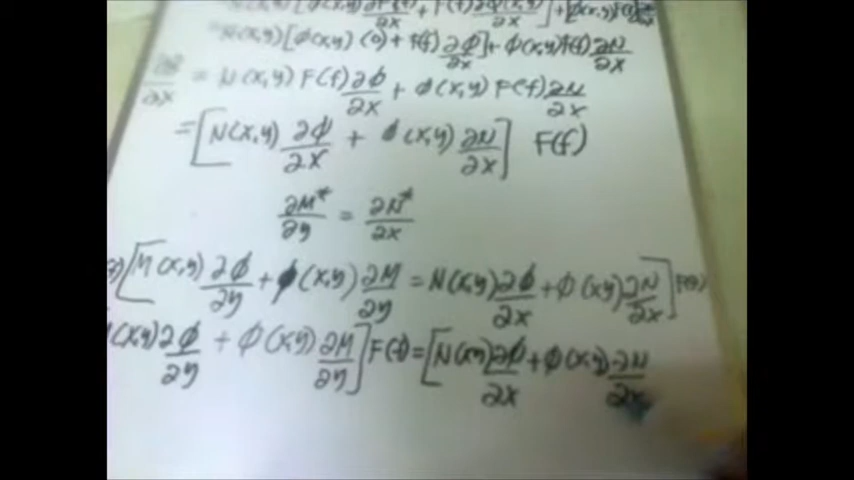 = N(x,y)[ϕ(x,y) (0) + F(f) ∂ϕ/∂x] + ϕ(x,y)F(f) ∂N/∂x
∂x = N(x,y) F(f) ∂ϕ/∂x + ϕ(x,y) F(f) ∂N/∂x
= [N(x,y) ∂ϕ/∂x + ϕ(x,y) ∂N/∂x] F(f)
∂M*/∂y = ∂N*/∂x
[M(x,y) ∂ϕ/∂y + ϕ(x,y) ∂M/∂y = N(x,y) ∂ϕ/∂x + ϕ(x,y) ∂N/∂x]
(x,y) ∂ϕ/∂y + ϕ(x,y) ∂M/∂y] F(f) = [N(x,y) ∂ϕ/∂x + ϕ(x,y) ∂N/∂x